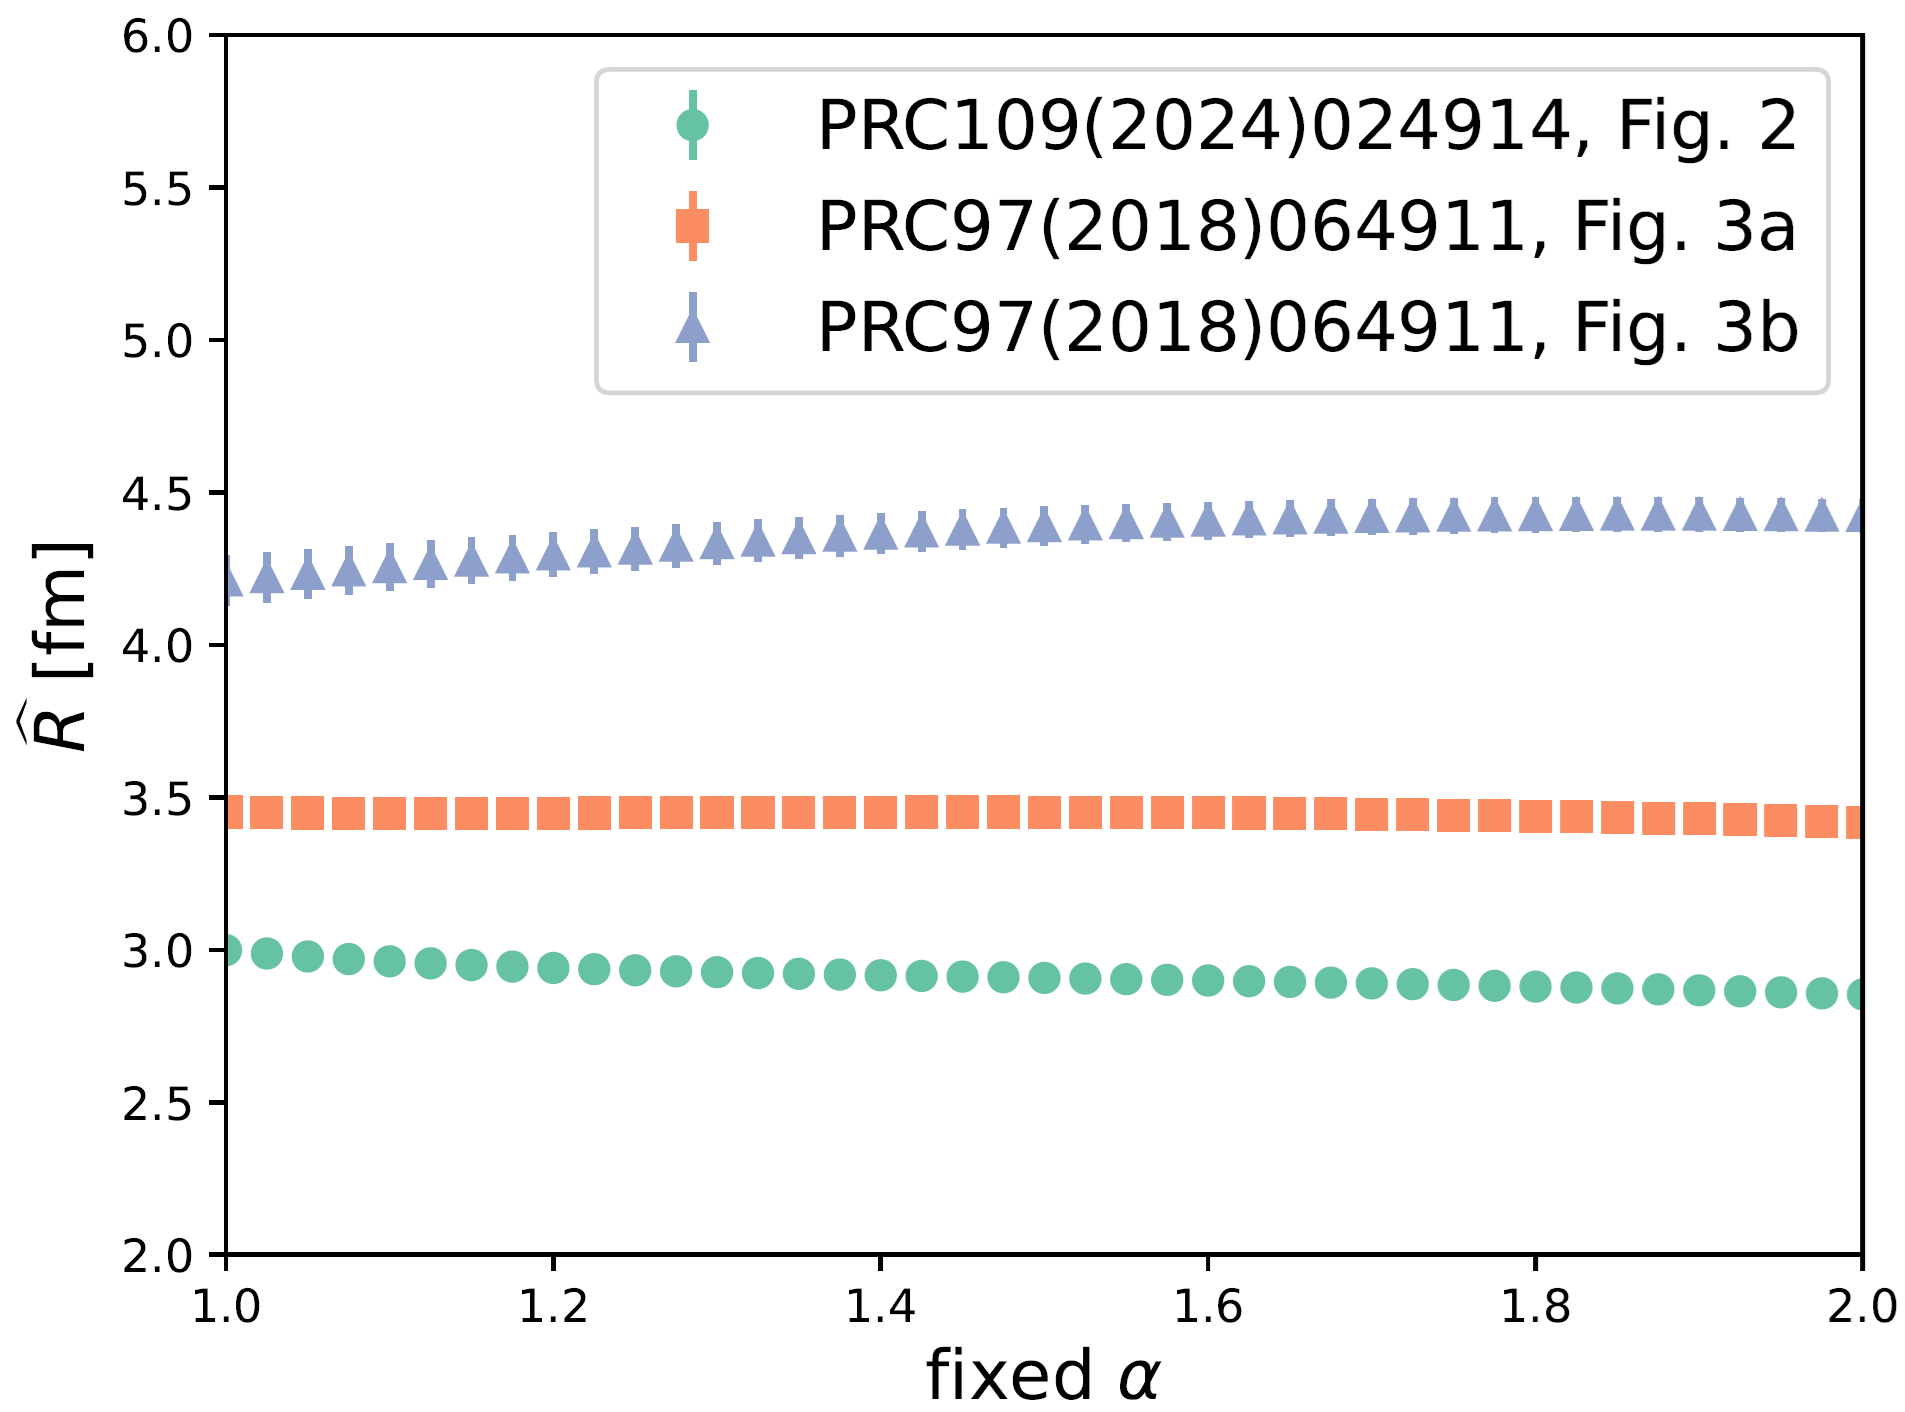 6.0
5.5
5.0
4.5
4.0
3.5
3.0
2.5
2.0
R̂ [fm]
PRC109(2024)024914, Fig. 2
PRC97(2018)064911, Fig. 3a
PRC97(2018)064911, Fig. 3b
1.0 1.2 1.4 1.6 1.8 2.0
fixed α